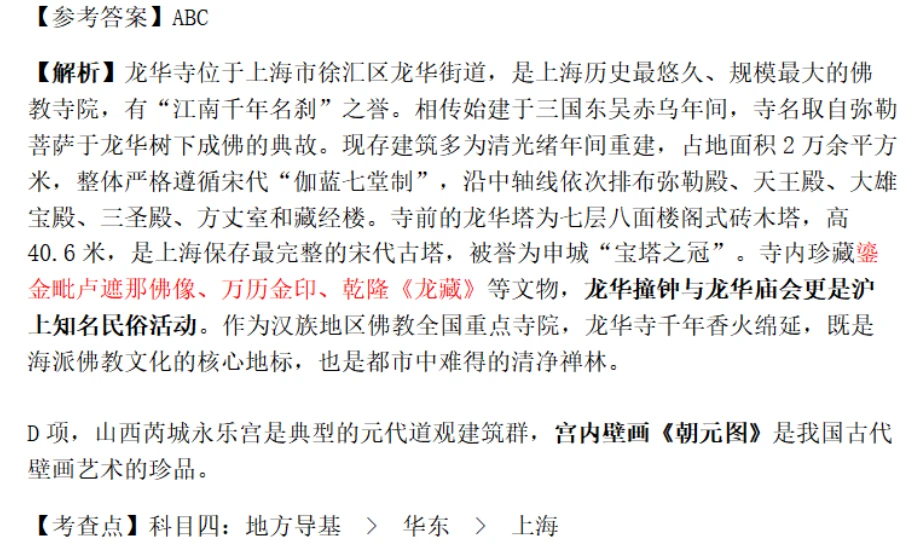 【参考答案】ABC
【解析】龙华寺位于上海市徐汇区龙华街道，是上海历史最悠久、规模最大的佛
教寺院，有“江南千年名刹”之誉。相传始建于三国东吴赤乌年间，寺名取自弥勒
菩萨于龙华树下成佛的典故。现存建筑多为清光绪年间重建，占地面积 2 万余平方
米，整体严格遵循宋代“伽蓝七堂制”，沿中轴线依次排布弥勒殿、天王殿、大雄
宝殿、三圣殿、方丈室和藏经楼。寺前的龙华塔为七层八面楼阁式砖木塔，高
40.6 米，是上海保存最完整的宋代古塔，被誉为申城“宝塔之冠”。寺内珍藏鎏
金毗卢遮那佛像、万历金印、乾隆《龙藏》等文物，龙华撞钟与龙华庙会更是沪
上知名民俗活动。作为汉族地区佛教全国重点寺院，龙华寺千年香火绵延，既是
海派佛教文化的核心地标，也是都市中难得的清净禅林。
D 项，山西芮城永乐宫是典型的元代道观建筑群，宫内壁画《朝元图》是我国古代
壁画艺术的珍品。
【考查点】科目四：地方导基 > 华东 > 上海